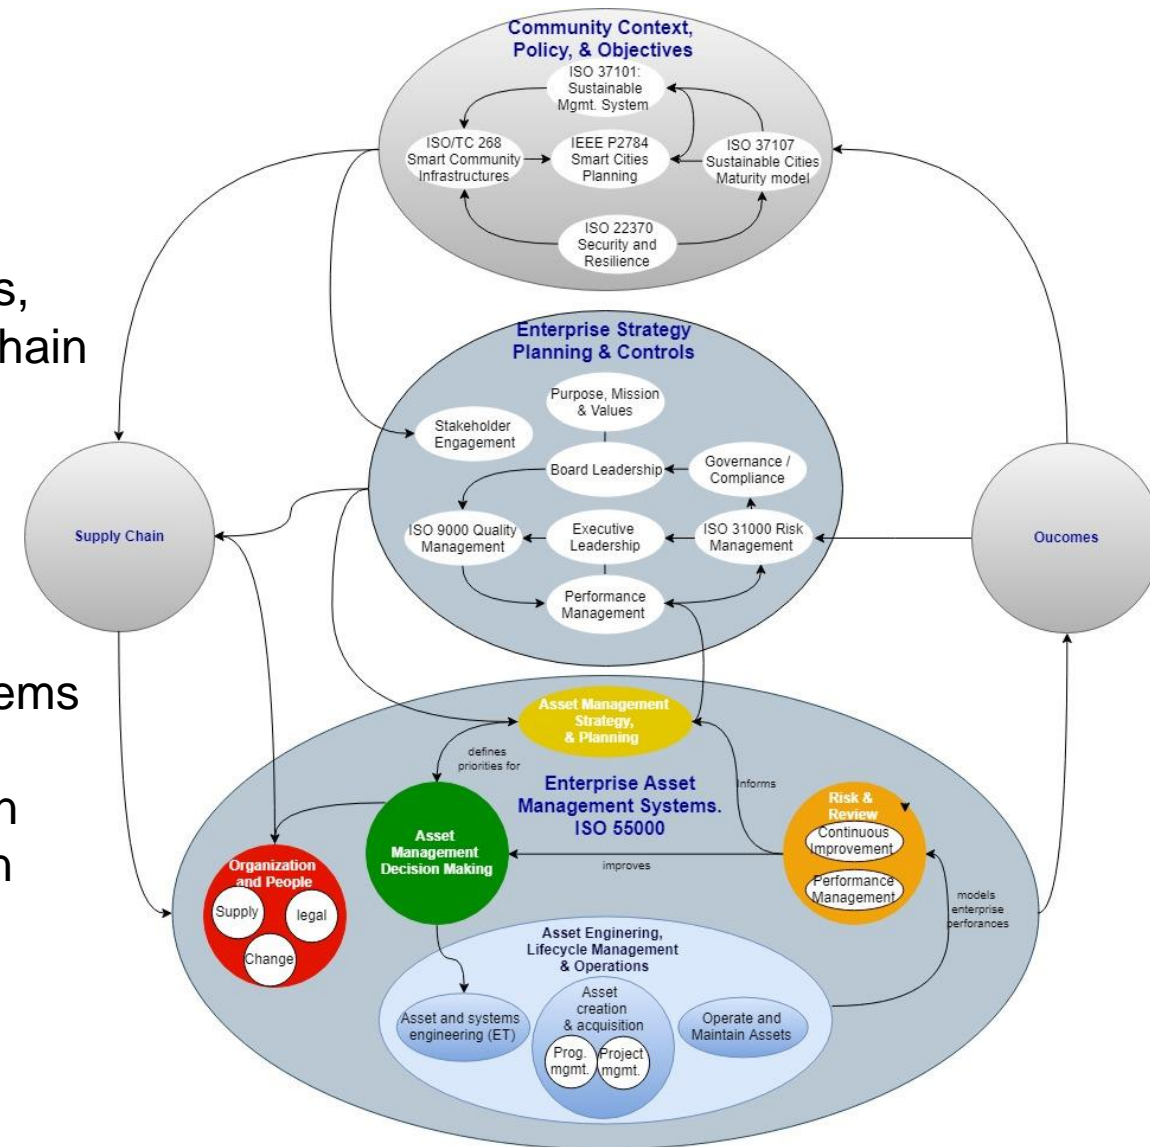 s,
hain
ems
n
n
Community Context,
Policy, & Objectives
ISO 37101:
Sustainable
Mgmt. System
ISO/TC 268
Smart Community
Infrastructures
IEEE P2784
Smart Cities
Planning
ISO 37107
Sustainable Cities
Maturity model
ISO 22370
Security and
Resilience
Enterprise Strategy
Planning & Controls
Purpose, Mission
& Values
Stakeholder
Engagement
Board Leadership
Governance /
Compliance
ISO 9000 Quality
Management
Executive
Leadership
ISO 31000 Risk
Management
Performance
Management
Supply Chain
Oucomes
Asset Management
Strategy,
& Planning
defines
priorities for
Enterprise Asset
Management Systems.
ISO 55000
Informs
Risk &
Review
Continuous
Improvement
Performance
Management
Asset
Management
Decision Making
improves
Organization
and People
Supply
legal
Change
models
enterprise
perforances
Asset Enginering,
Lifecycle Management
& Operations
Asset and systems
engineering (ET)
Asset
creation
& acquisition
Prog.
mgmt.
Project
mgmt.
Operate and
Maintain Assets